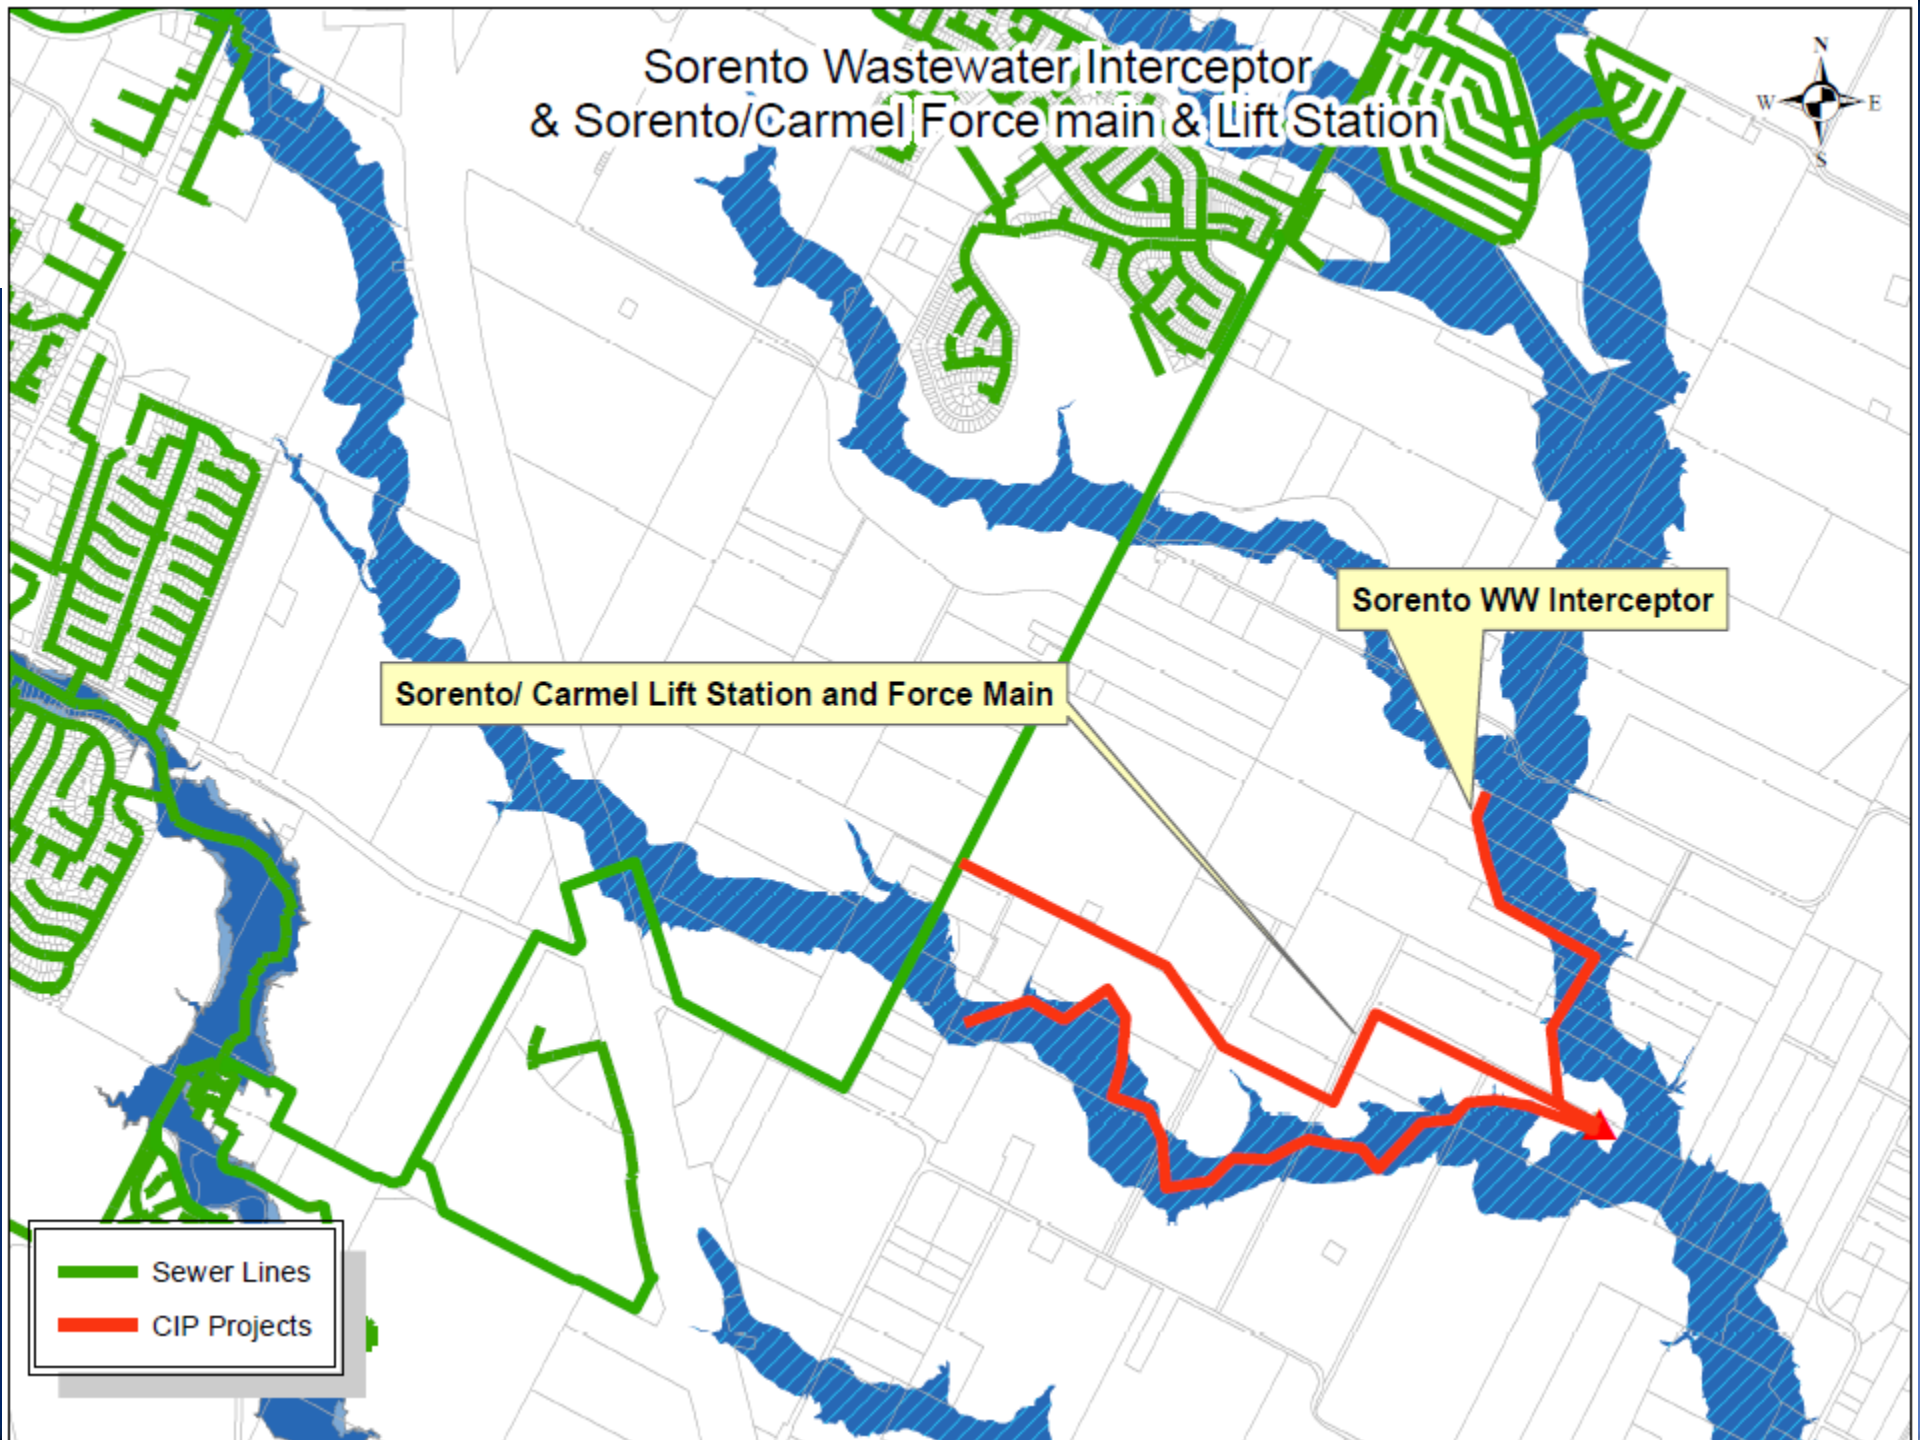 Sorento Wastewater Interceptor
& Sorento/Carmel Force main & Lift Station
N
W
E
S
Sorento WW Interceptor
Sorento/ Carmel Lift Station and Force Main
Sewer Lines
CIP Projects